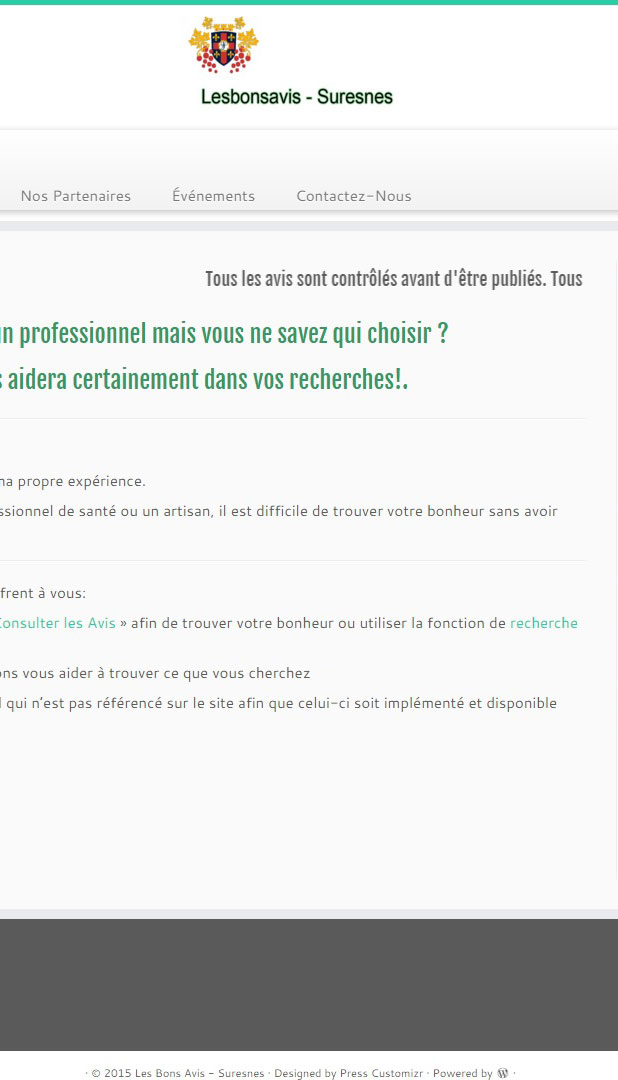 Lesbonsavis - Suresnes
Nos Partenaires Événements Contactez-Nous
Tous les avis sont contrôlés avant d'être publiés. Tous
un professionnel mais vous ne savez qui choisir ?
aidera certainement dans vos recherches!.
ma propre expérience.
ssionnel de santé ou un artisan, il est difficile de trouver votre bonheur sans avoir
frent à vous:
Consulter les Avis » afin de trouver votre bonheur ou utiliser la fonction de recherche
ons vous aider à trouver ce que vous cherchez
l qui n’est pas référencé sur le site afin que celui-ci soit implémenté et disponible
· © 2015 Les Bons Avis - Suresnes · Designed by Press Customizr · Powered by ·